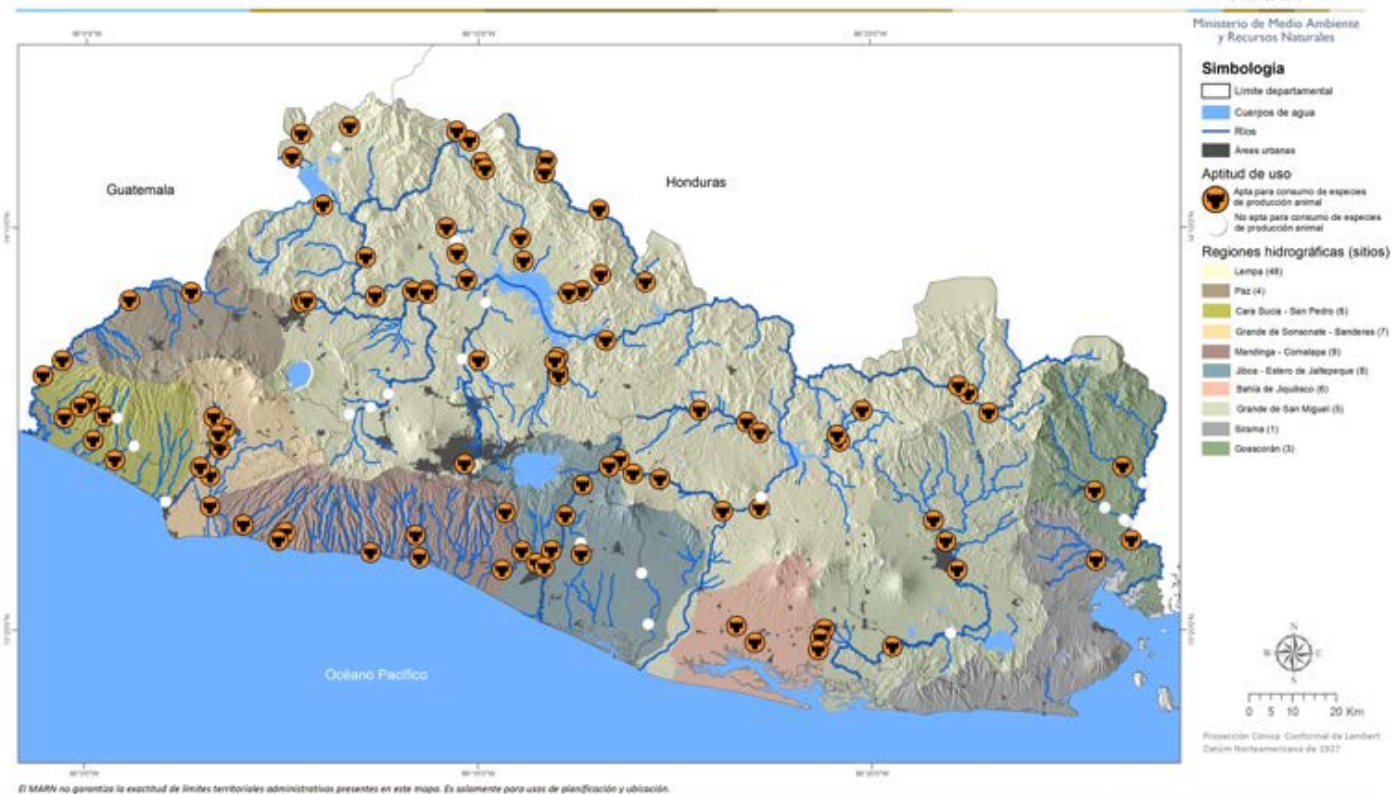 Ministerio de Medio Ambiente
y Recursos Naturales
Simbología
Límite departamental
Cuerpos de agua
Ríos
Áreas urbanas
Aptitud de uso
Apta para consumo de especies
de producción animal
No apta para consumo de especies
de producción animal
Regiones hidrográficas (sitios)
Lempa (48)
Paz (4)
Cara Sucia - San Pedro (8)
Grande de Sonsonate - Banderas (7)
Mandinga - Comalapa (9)
Jiboa - Estero de Jaltepeque (8)
Bahía de Jiquilisco (6)
Grande de San Miguel (5)
Sirama (1)
Goascorán (3)
Guatemala
Honduras
Océano Pacífico
N
W
E
S
0 5 10 20 Km
Proyección Cónica Conformal de Lambert
Datúm Norteamericano de 1927
El MARN no garantiza la exactitud de límites territoriales administrativos presentes en este mapa. Es solamente para usos de planificación y ubicación.